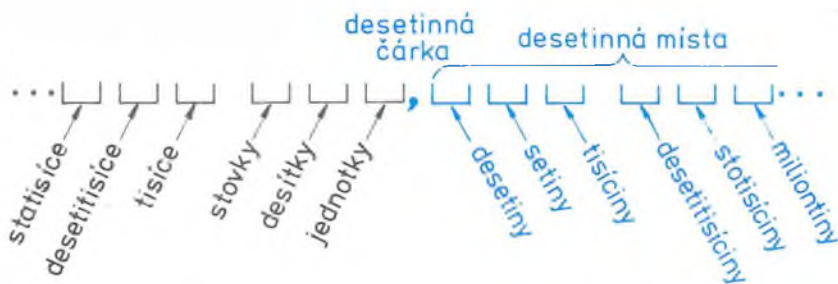 desetinná
čárka
desetinná místa
... , ...
statisíce
desetitisíce
tisíce
stovky
desítky
jednotky
desetiny
setiny
tisíciny
desetitisíciny
stotisíciny
miliontiny